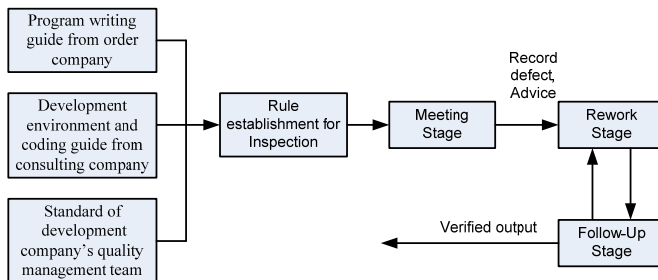 Program writing
guide from order
company
Development
environment and
coding guide from
consulting company
Standard of
development
company's quality
management team
Rule
establishment for
Inspection
Meeting
Stage
Record
defect,
Advice
Rework
Stage
Verified output
Follow-Up
Stage